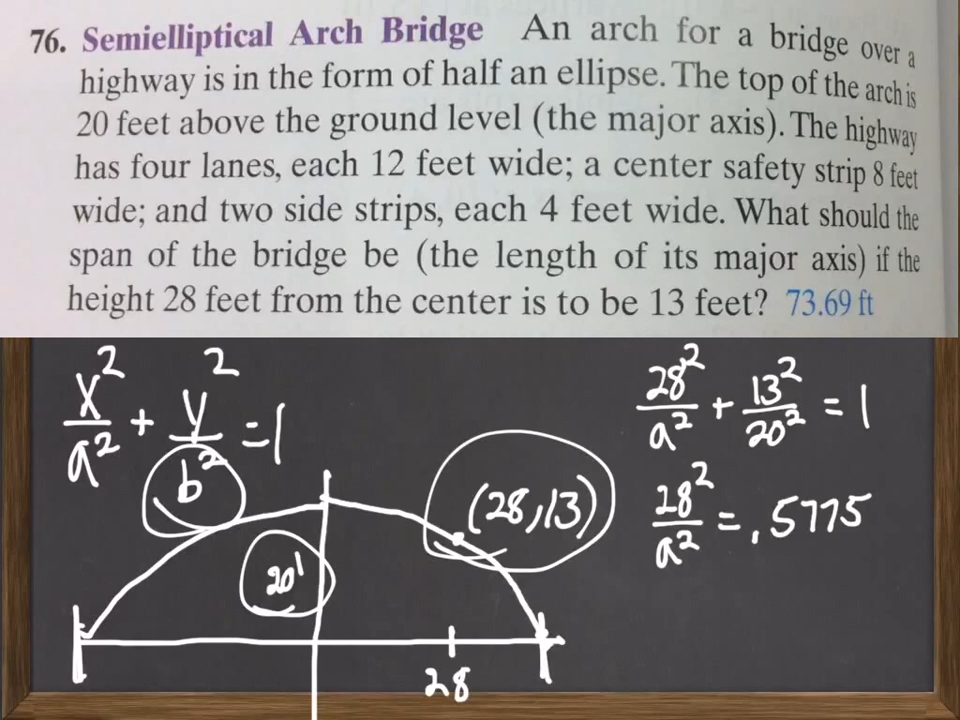 76. Semielliptical Arch Bridge An arch for a bridge over a
highway is in the form of half an ellipse. The top of the arch is
20 feet above the ground level (the major axis). The highway
has four lanes, each 12 feet wide; a center safety strip 8 feet
wide; and two side strips, each 4 feet wide. What should the
span of the bridge be (the length of its major axis) if the
height 28 feet from the center is to be 13 feet? 73.69 ft
x²/a² + y²/b² = 1
28²/a² + 13²/20² = 1
28²/a² = .5775
(28,13)
20'
28